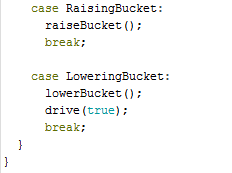 case RaisingBucket:
raiseBucket();
break;
case LoweringBucket:
lowerBucket();
drive(true);
break;
}
}